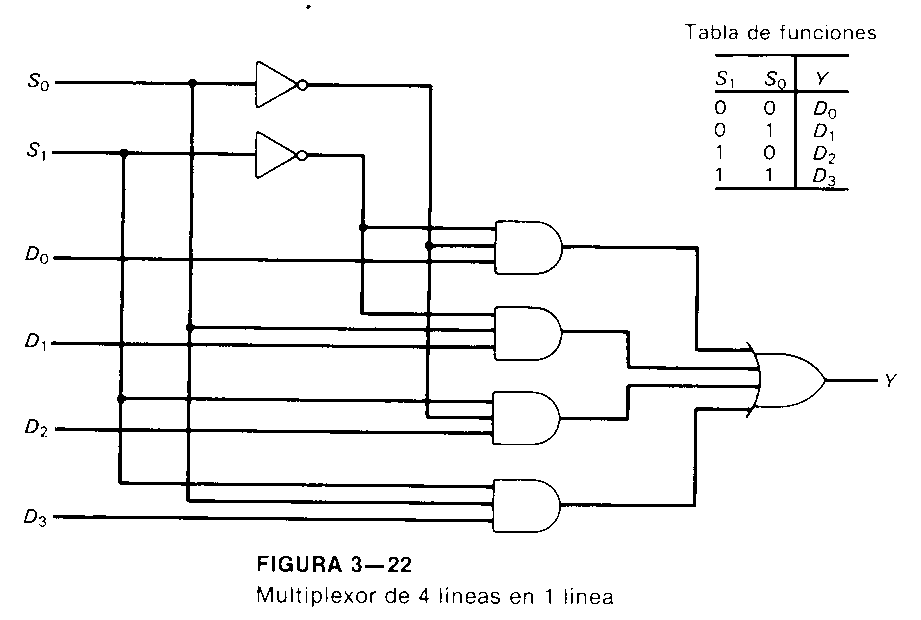 Tabla de funciones
S₁ S₀ Y
0 0 D₀
0 1 D₁
1 0 D₂
1 1 D₃
S₀
S₁
D₀
D₁
D₂
D₃
Y
FIGURA 3—22
Multiplexor de 4 líneas en 1 línea